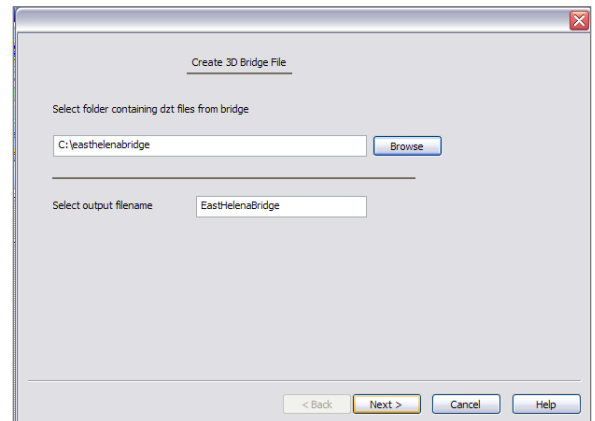 Create 3D Bridge File
Select folder containing dzt files from bridge
C:\easthelenabridge
Browse
Select output filename
EastHelenaBridge
< Back
Next >
Cancel
Help